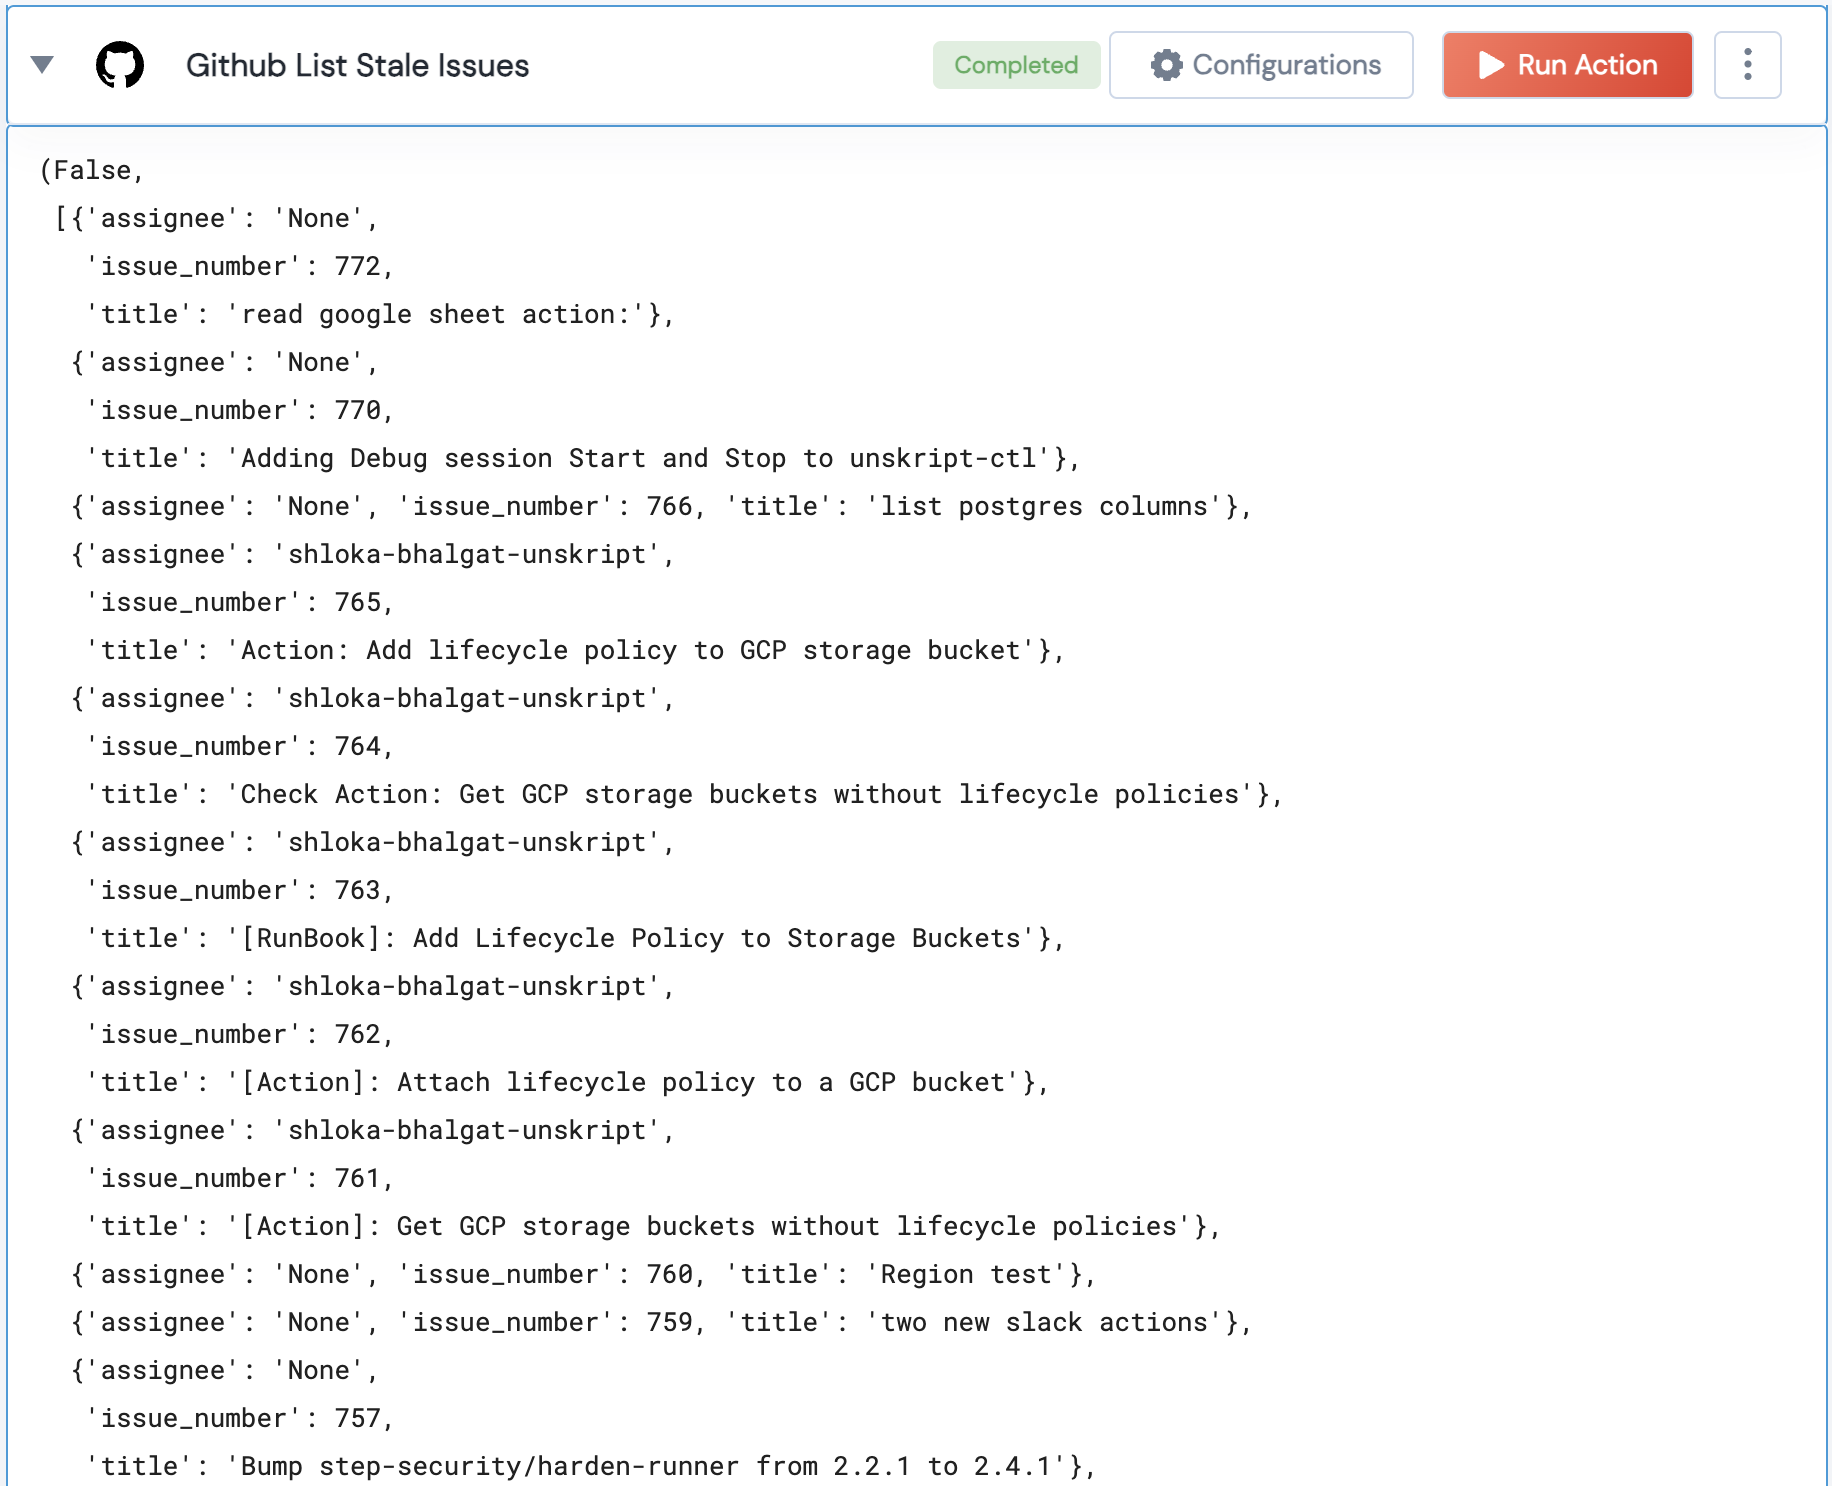 Github List Stale Issues
Completed
Configurations
Run Action
(False,
[{'assignee': 'None',
'issue_number': 772,
'title': 'read google sheet action:'},
{'assignee': 'None',
'issue_number': 770,
'title': 'Adding Debug session Start and Stop to unskript-ctl'},
{'assignee': 'None', 'issue_number': 766, 'title': 'list postgres columns'},
{'assignee': 'shloka-bhalgat-unskript',
'issue_number': 765,
'title': 'Action: Add lifecycle policy to GCP storage bucket'},
{'assignee': 'shloka-bhalgat-unskript',
'issue_number': 764,
'title': 'Check Action: Get GCP storage buckets without lifecycle policies'},
{'assignee': 'shloka-bhalgat-unskript',
'issue_number': 763,
'title': '[RunBook]: Add Lifecycle Policy to Storage Buckets'},
{'assignee': 'shloka-bhalgat-unskript',
'issue_number': 762,
'title': '[Action]: Attach lifecycle policy to a GCP bucket'},
{'assignee': 'shloka-bhalgat-unskript',
'issue_number': 761,
'title': '[Action]: Get GCP storage buckets without lifecycle policies'},
{'assignee': 'None', 'issue_number': 760, 'title': 'Region test'},
{'assignee': 'None', 'issue_number': 759, 'title': 'two new slack actions'},
{'assignee': 'None',
'issue_number': 757,
'title': 'Bump step-security/harden-runner from 2.2.1 to 2.4.1'},